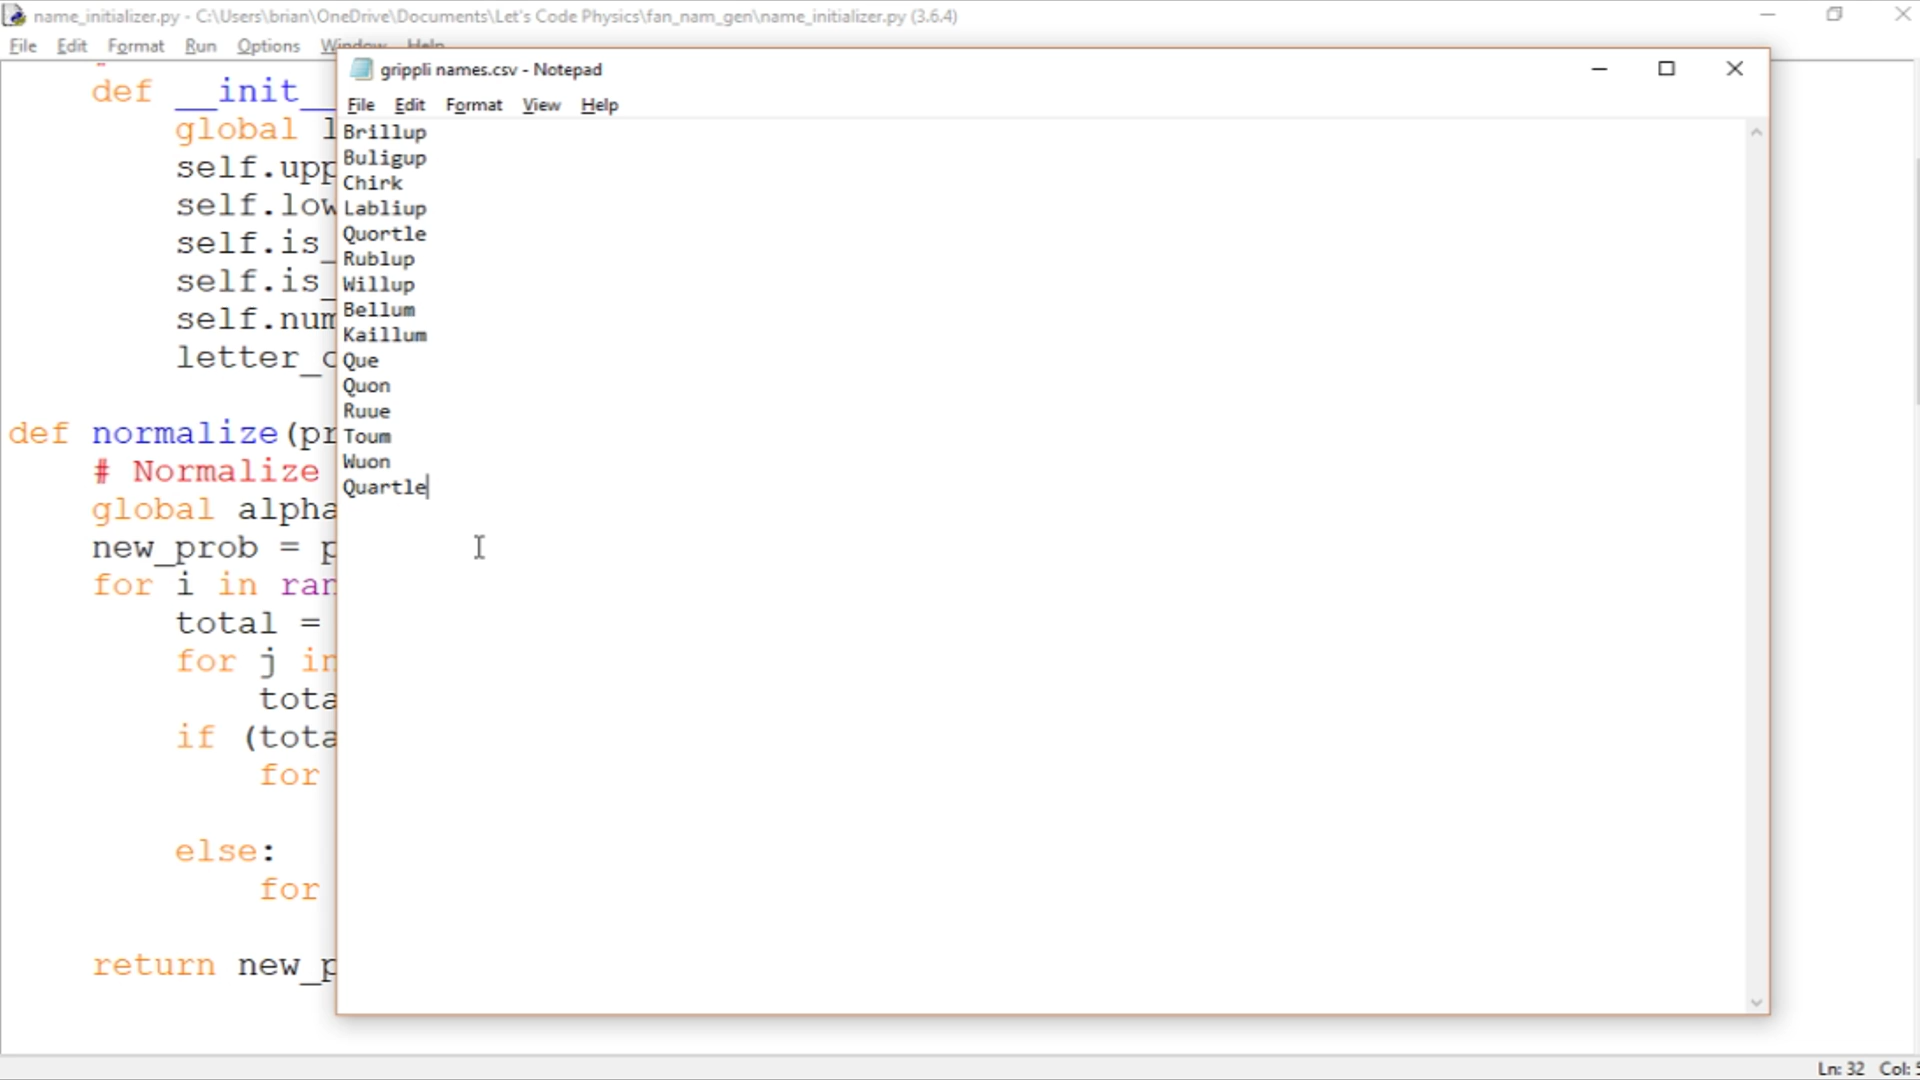 name_initializer.py - C:\Users\brian\OneDrive\Documents\Let's Code Physics\fan_nam_gen\name_initializer.py (3.6.4)
File Edit Format Run Options Window Help
def __init__
global l
self.upp
self.low
self.is_
self.is_
self.num
letter_c
def normalize(pr
# Normalize
global alpha
new_prob = p
for i in ran
total =
for j in
tota
if (tota
for
else:
for
return new_p
grippli names.csv - Notepad
File Edit Format View Help
Brillup
Buligup
Chirk
Labliup
Quortle
Rublup
Willup
Bellum
Kaillum
Que
Quon
Ruue
Toum
Wuon
Quartle
Ln: 32 Col: